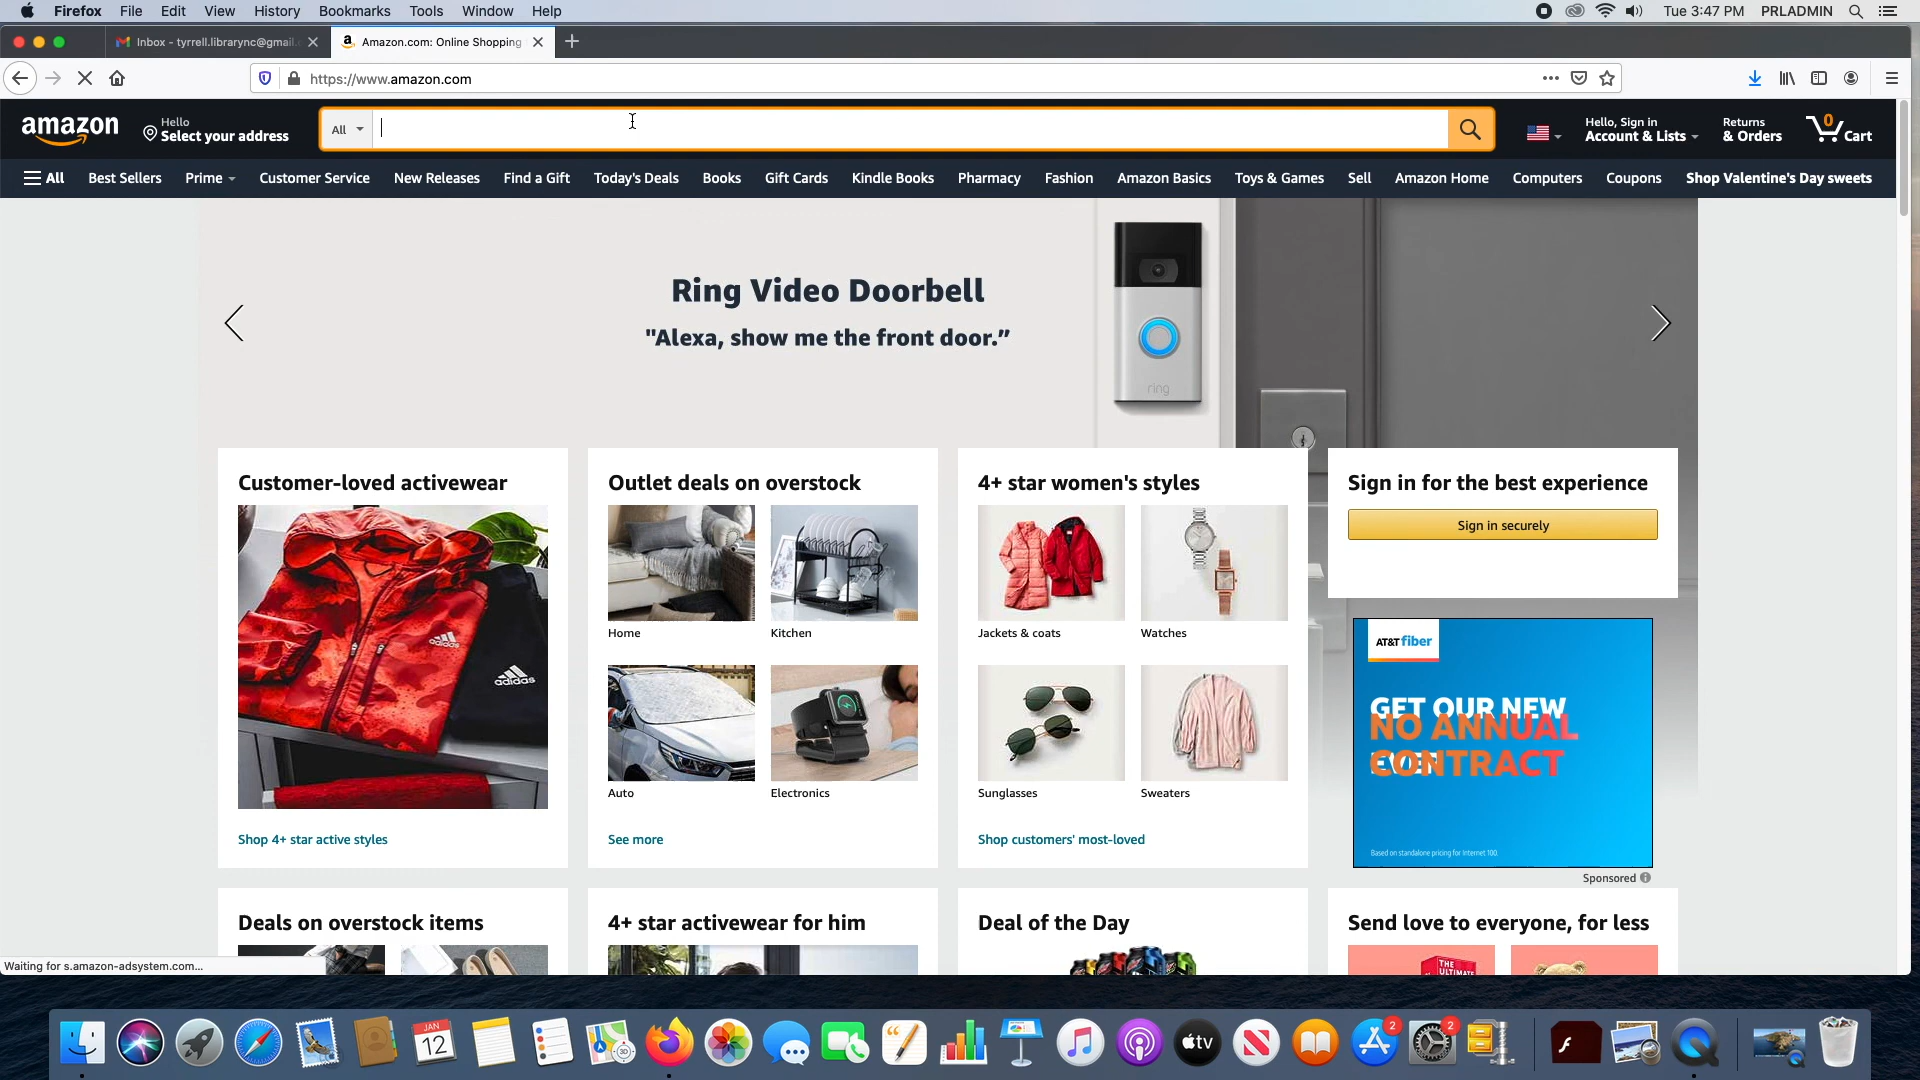 Firefox File Edit View History Bookmarks Tools Window Help
Tue 3:47 PM PRLADMIN
Inbox - tyrrell.librarync@gmail.
Amazon.com: Online Shopping
https://www.amazon.com
amazon
Hello
Select your address
All
Hello, Sign in
Account & Lists
Returns
& Orders
0
Cart
All Best Sellers Prime Customer Service New Releases Find a Gift Today's Deals Books Gift Cards Kindle Books Pharmacy Fashion Amazon Basics Toys & Games Sell Amazon Home Computers Coupons Shop Valentine's Day sweets
Ring Video Doorbell
"Alexa, show me the front door.”
ring
Customer-loved activewear
adidas
adidas
Shop 4+ star active styles
Outlet deals on overstock
Home
Kitchen
Auto
Electronics
See more
4+ star women's styles
Jackets & coats
Watches
Sunglasses
Sweaters
Shop customers' most-loved
Sign in for the best experience
Sign in securely
AT&T fiber
GET OUR NEW
NO ANNUAL
CONTRACT
Based on standalone pricing for Internet 100.
Sponsored
Deals on overstock items
4+ star activewear for him
Deal of the Day
Send love to everyone, for less
THE
ULTIMATE
Waiting for s.amazon-adsystem.com...
JAN
12
3D
tv
2
2